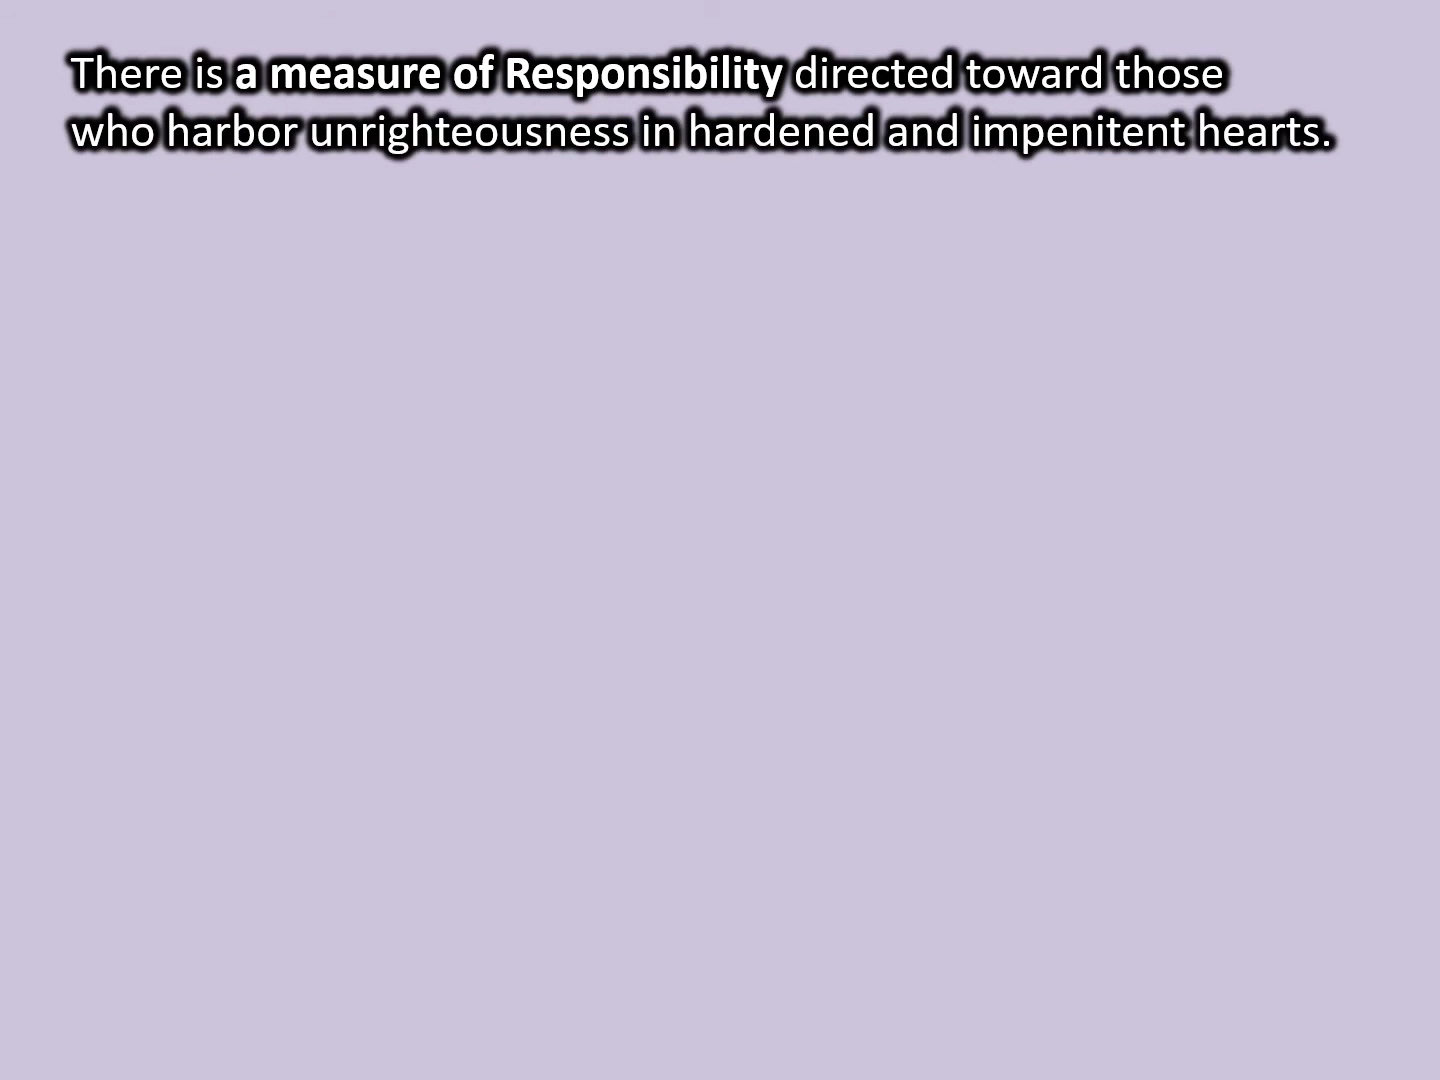 There is a measure of Responsibility directed toward those
who harbor unrighteousness in hardened and impenitent hearts.